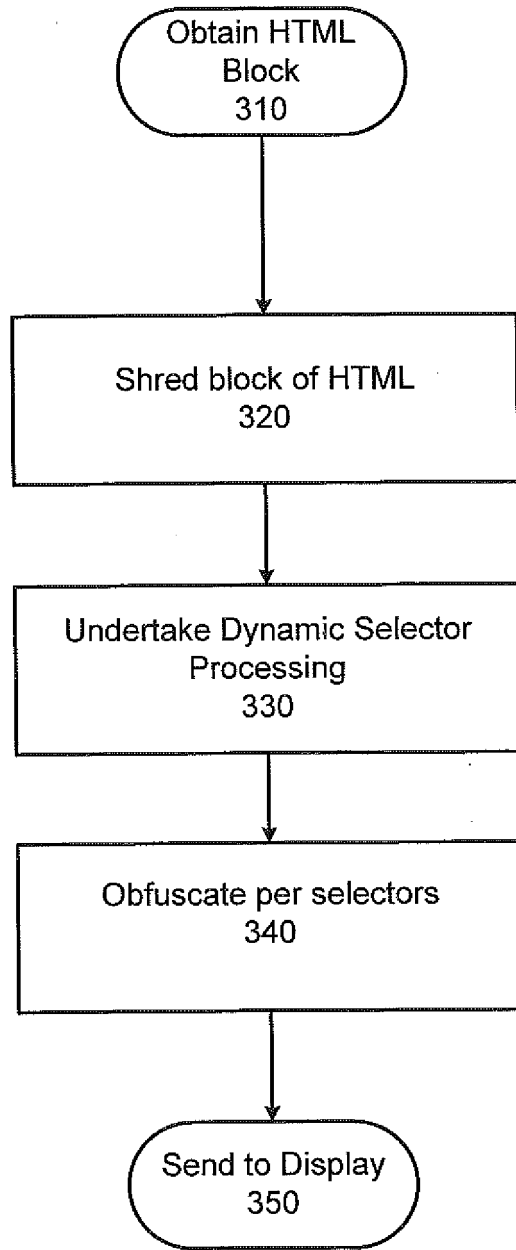 Obtain HTML
Block
310
Shred block of HTML
320
Undertake Dynamic Selector
Processing
330
Obfuscate per selectors
340
Send to Display
350